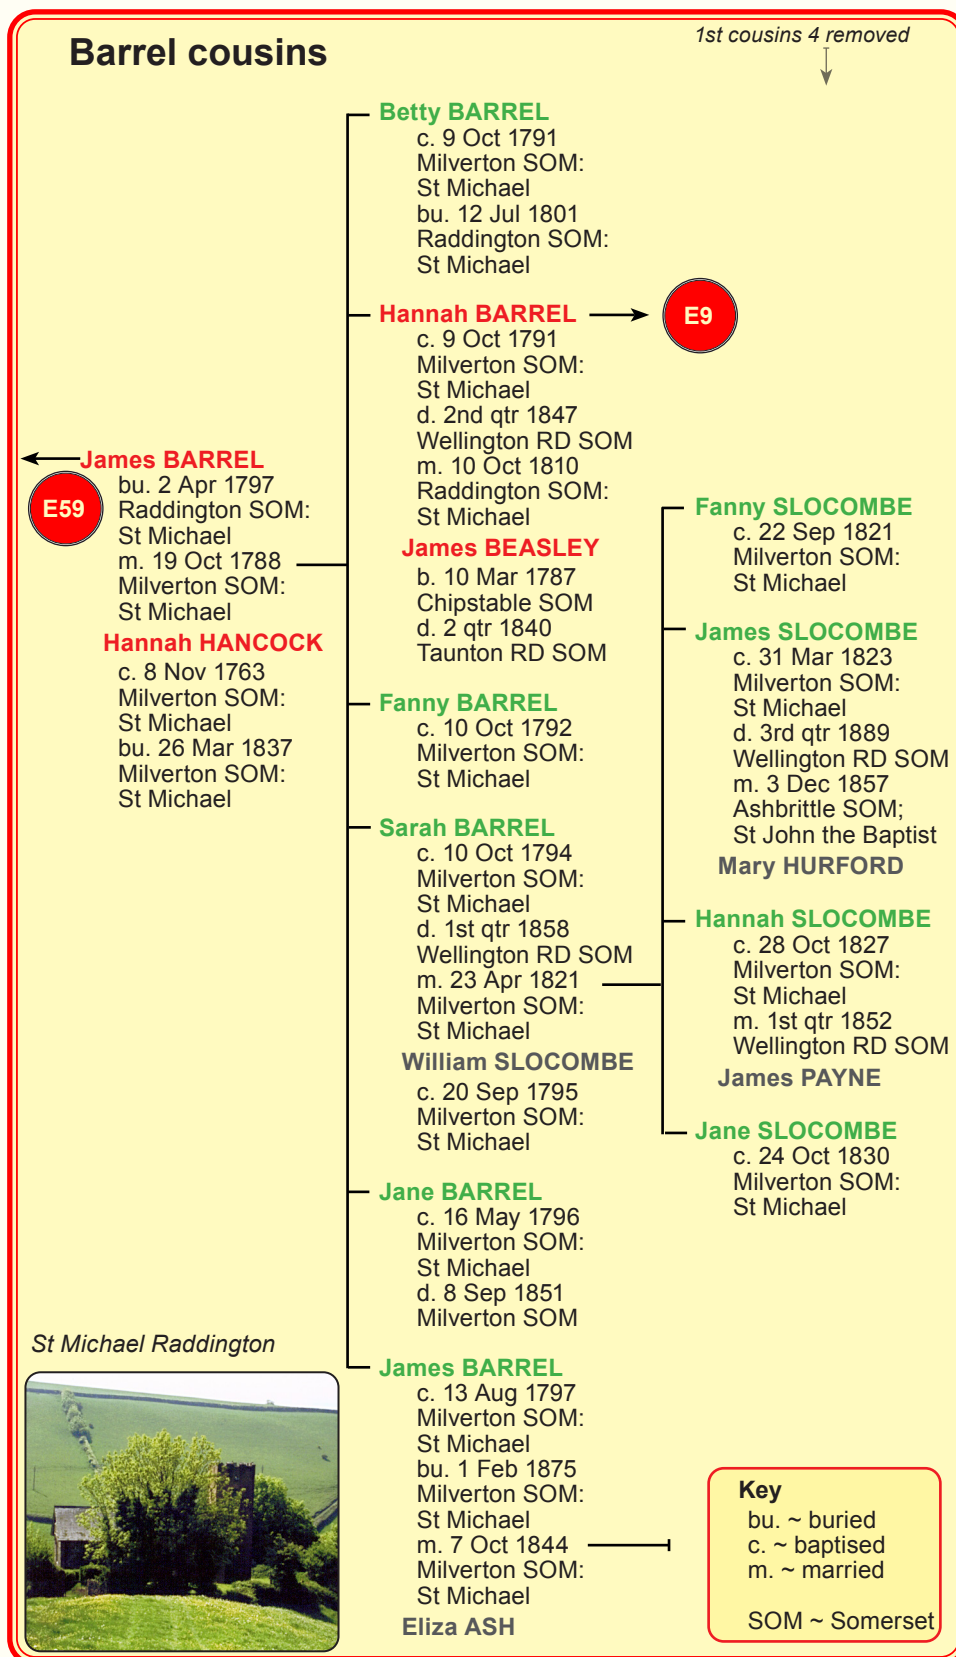 Barrel cousins
1st cousins 4 removed
James BARREL
E59
bu. 2 Apr 1797
Raddington SOM:
St Michael
m. 19 Oct 1788
Milverton SOM:
St Michael
Hannah HANCOCK
c. 8 Nov 1763
Milverton SOM:
St Michael
bu. 26 Mar 1837
Milverton SOM:
St Michael
Betty BARREL
c. 9 Oct 1791
Milverton SOM:
St Michael
bu. 12 Jul 1801
Raddington SOM:
St Michael
Hannah BARREL
E9
c. 9 Oct 1791
Milverton SOM:
St Michael
d. 2nd qtr 1847
Wellington RD SOM
m. 10 Oct 1810
Raddington SOM:
St Michael
James BEASLEY
b. 10 Mar 1787
Chipstable SOM
d. 2 qtr 1840
Taunton RD SOM
Fanny BARREL
c. 10 Oct 1792
Milverton SOM:
St Michael
Sarah BARREL
c. 10 Oct 1794
Milverton SOM:
St Michael
d. 1st qtr 1858
Wellington RD SOM
m. 23 Apr 1821
Milverton SOM:
St Michael
William SLOCOMBE
c. 20 Sep 1795
Milverton SOM:
St Michael
Jane BARREL
c. 16 May 1796
Milverton SOM:
St Michael
d. 8 Sep 1851
Milverton SOM
James BARREL
c. 13 Aug 1797
Milverton SOM:
St Michael
bu. 1 Feb 1875
Milverton SOM:
St Michael
m. 7 Oct 1844
Milverton SOM:
St Michael
Eliza ASH
Fanny SLOCOMBE
c. 22 Sep 1821
Milverton SOM:
St Michael
James SLOCOMBE
c. 31 Mar 1823
Milverton SOM:
St Michael
d. 3rd qtr 1889
Wellington RD SOM
m. 3 Dec 1857
Ashbrittle SOM;
St John the Baptist
Mary HURFORD
Hannah SLOCOMBE
c. 28 Oct 1827
Milverton SOM:
St Michael
m. 1st qtr 1852
Wellington RD SOM
James PAYNE
Jane SLOCOMBE
c. 24 Oct 1830
Milverton SOM:
St Michael
St Michael Raddington
Key
bu. ~ buried
c. ~ baptised
m. ~ married
SOM ~ Somerset